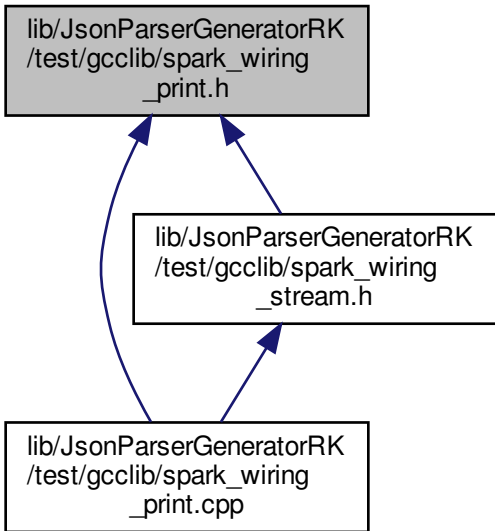 lib/JsonParserGeneratorRK
/test/gcclib/spark_wiring
_print.h
lib/JsonParserGeneratorRK
/test/gcclib/spark_wiring
_stream.h
lib/JsonParserGeneratorRK
/test/gcclib/spark_wiring
_print.cpp